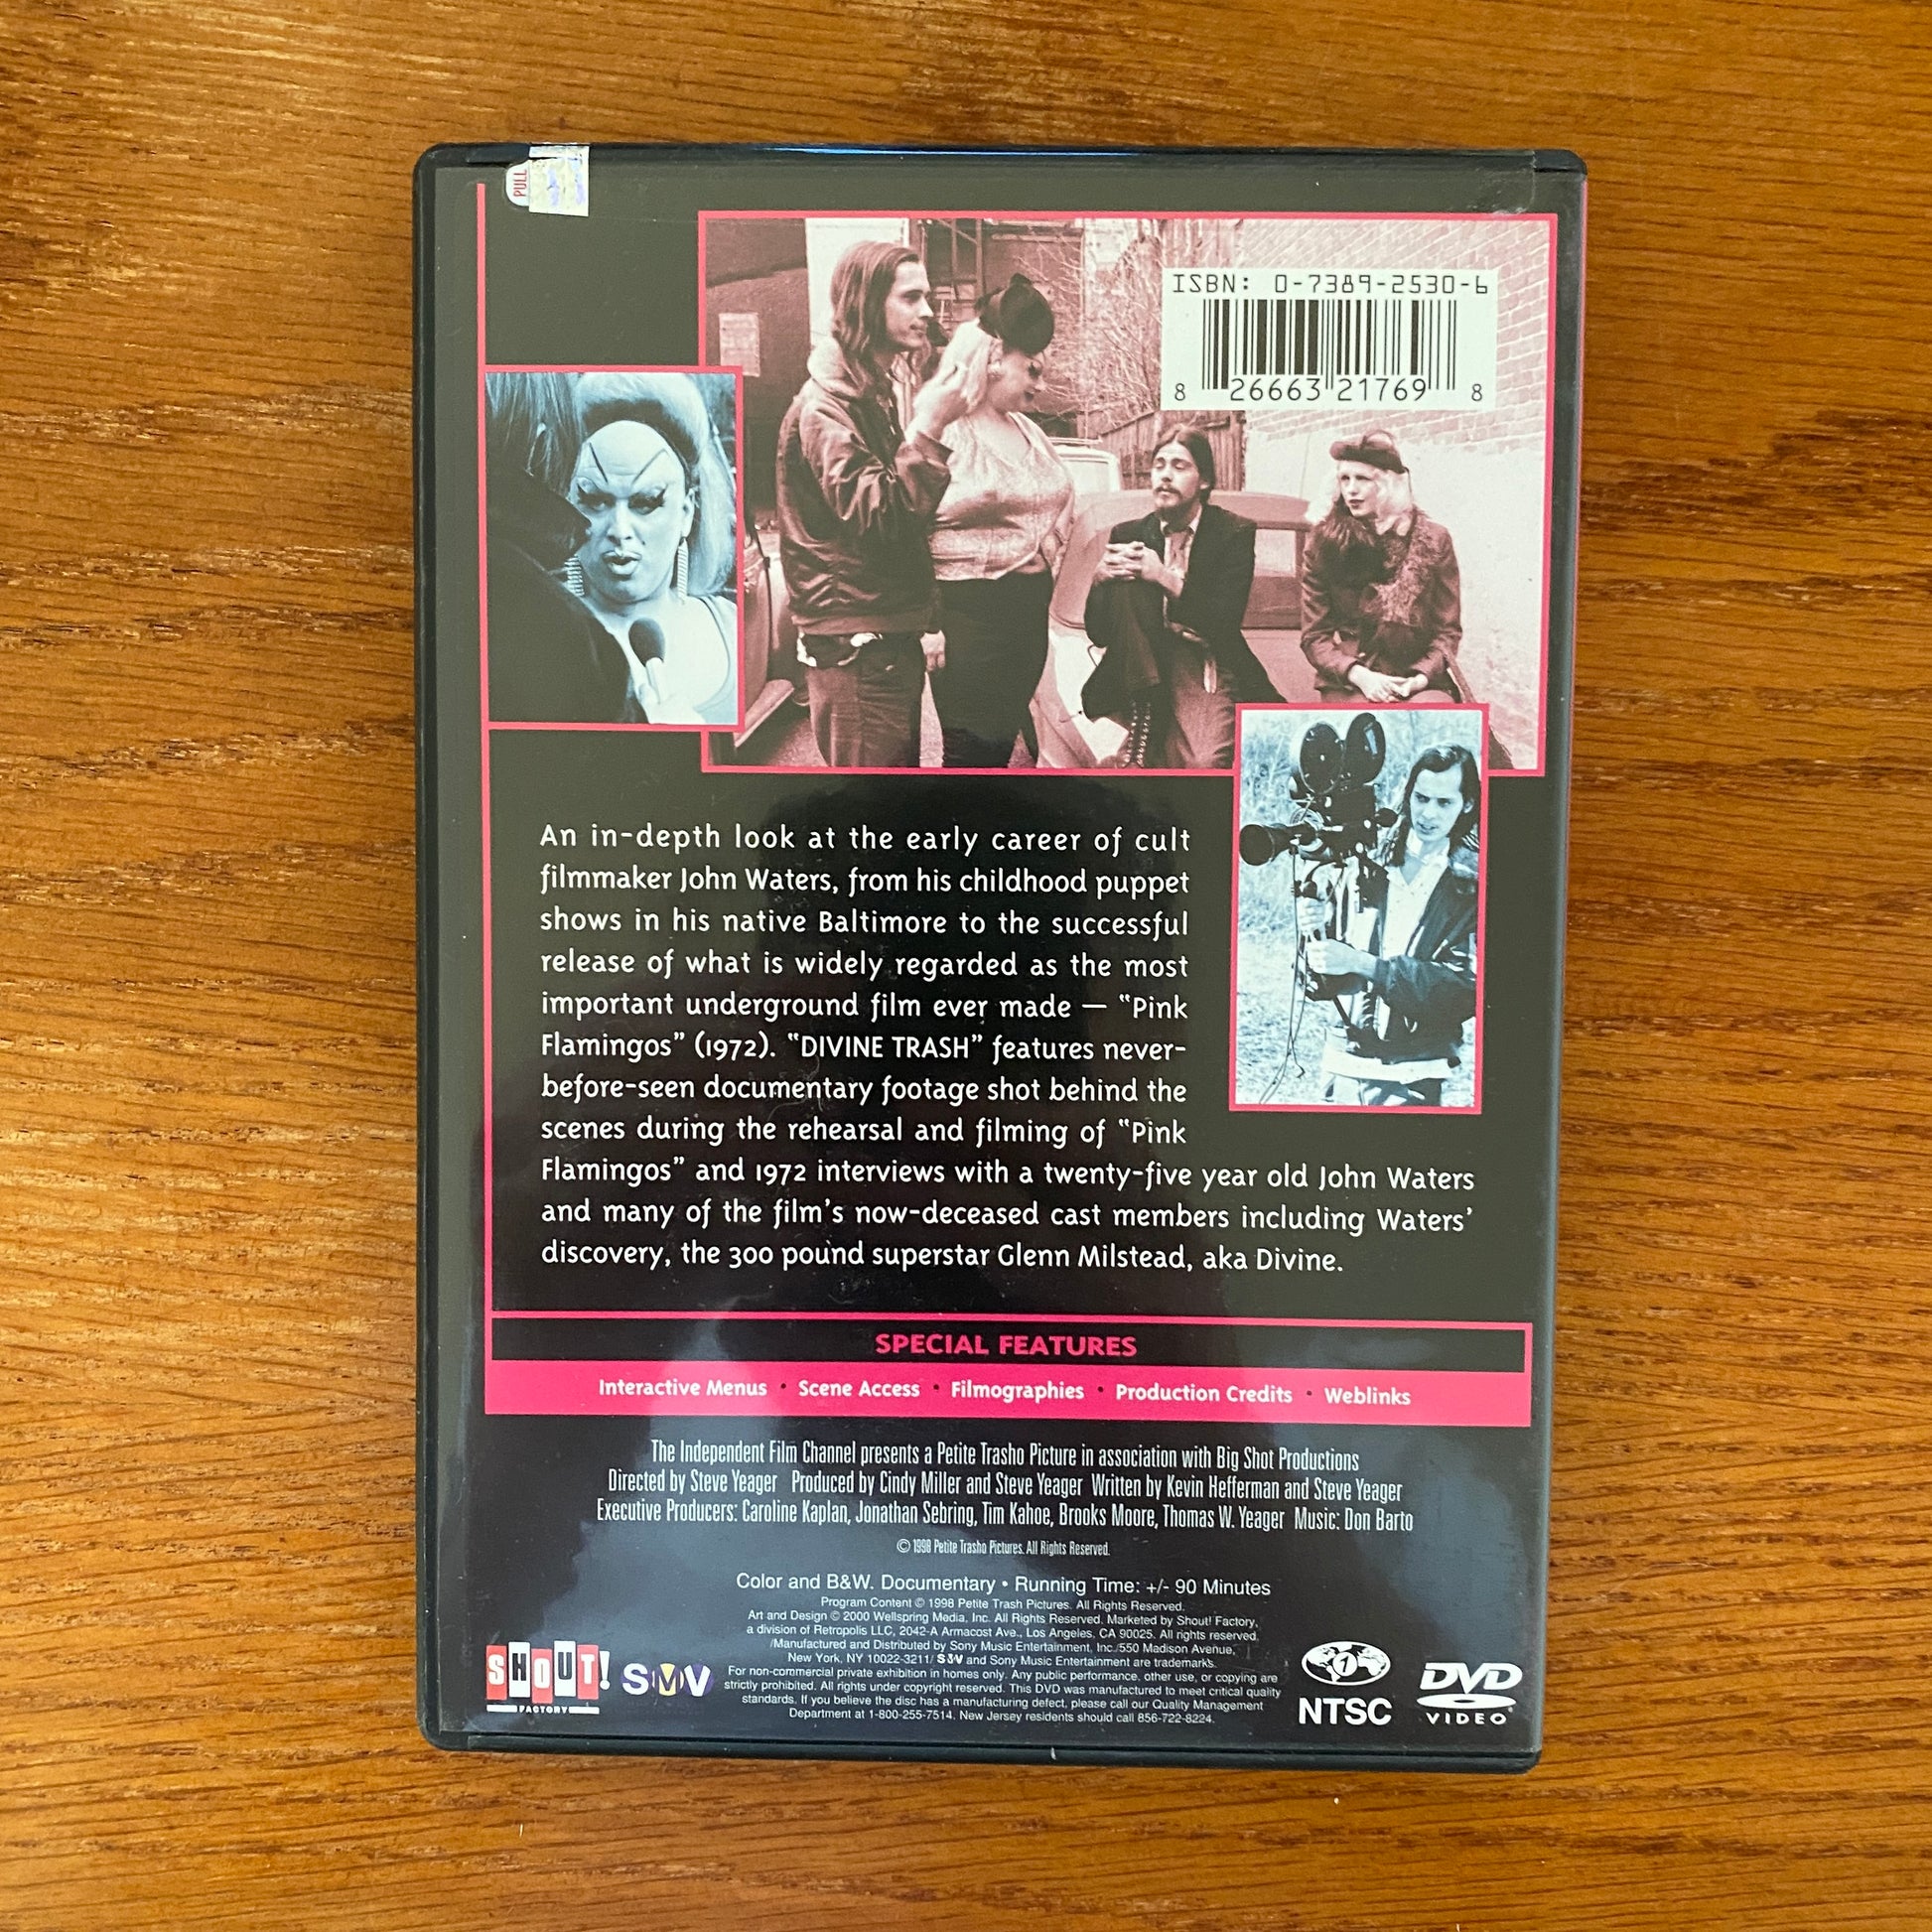 PULL
ISBN: 0-7389-2530-6
8 26663 21769 8
An in-depth look at the early career of cult
filmmaker John Waters, from his childhood puppet
shows in his native Baltimore to the successful
release of what is widely regarded as the most
important underground film ever made — "Pink
Flamingos" (1972). "DIVINE TRASH" features never-
before-seen documentary footage shot behind the
scenes during the rehearsal and filming of "Pink
Flamingos" and 1972 interviews with a twenty-five year old John Waters
and many of the film's now-deceased cast members including Waters'
discovery, the 300 pound superstar Glenn Milstead, aka Divine.
SPECIAL FEATURES
Interactive Menus • Scene Access • Filmographies • Production Credits • Weblinks
The Independent Film Channel presents a Petite Trasho Picture in association with Big Shot Productions
Directed by Steve Yeager Produced by Cindy Miller and Steve Yeager Written by Kevin Hefferman and Steve Yeager
Executive Producers: Caroline Kaplan, Jonathan Sebring, Tim Kahoe, Brooks Moore, Thomas W. Yeager Music: Don Barto
© 1998 Petite Trasho Pictures. All Rights Reserved.
Color and B&W. Documentary • Running Time: +/- 90 Minutes
Program Content © 1998 Petite Trash Pictures. All Rights Reserved.
Art and Design © 2000 Wellspring Media, Inc. All Rights Reserved. Marketed by Shout! Factory,
a division of Retropolis LLC, 2042-A Armacost Ave., Los Angeles, CA 90025. All rights reserved.
/Manufactured and Distributed by Sony Music Entertainment, Inc./550 Madison Avenue,
New York, NY 10022-3211/ SMV and Sony Music Entertainment are trademarks.
For non-commercial private exhibition in homes only. Any public performance, other use, or copying are
strictly prohibited. All rights under copyright reserved. This DVD was manufactured to meet critical quality
standards. If you believe the disc has a manufacturing defect, please call our Quality Management
Department at 1-800-255-7514. New Jersey residents should call 856-722-8224.
SHOUT!
FACTORY
SMV
1
NTSC
DVD
VIDEO